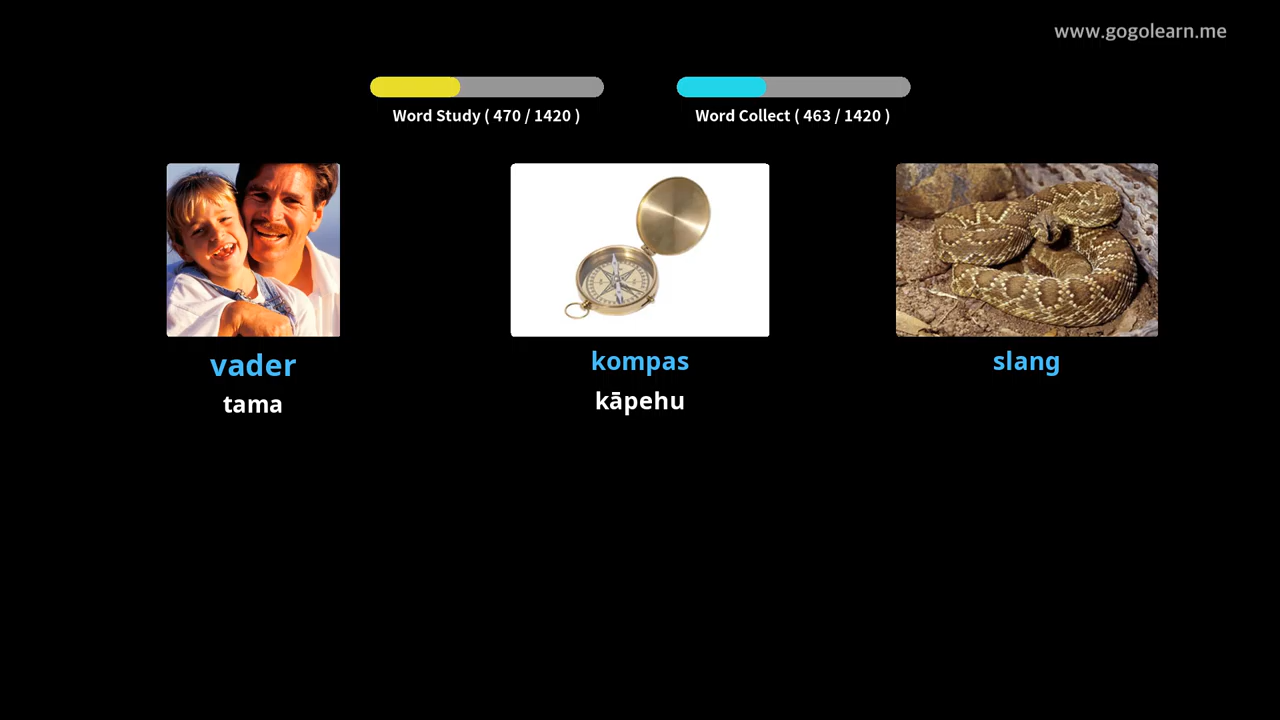 www.gogolearn.me
Word Study ( 470 / 1420 )
Word Collect ( 463 / 1420 )
vader
tama
kompas
kāpehu
slang